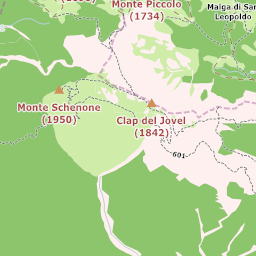 Monte Piccolo
(1734)
Malga di San
Leopoldo
Monte Schenone
(1950)
Clap del Jovel
(1842)
601